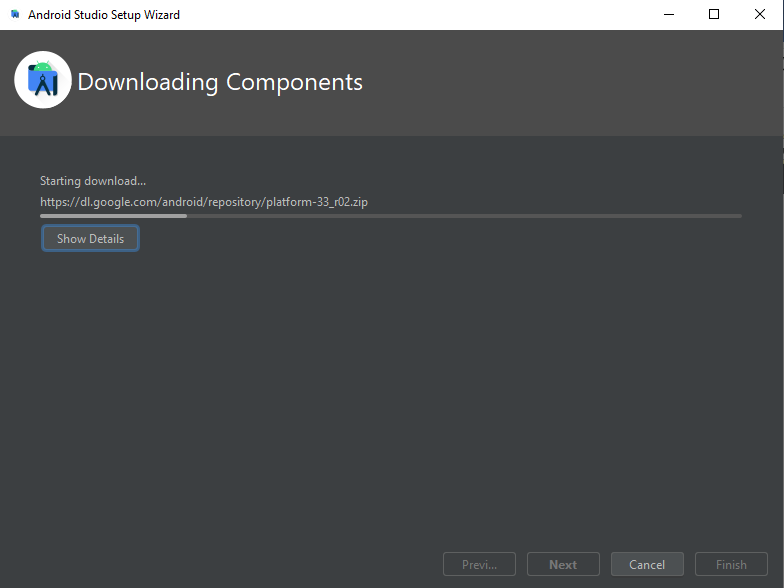 Android Studio Setup Wizard
Downloading Components
Starting download...
https://dl.google.com/android/repository/platform-33_r02.zip
Show Details
Previ... Next Cancel Finish